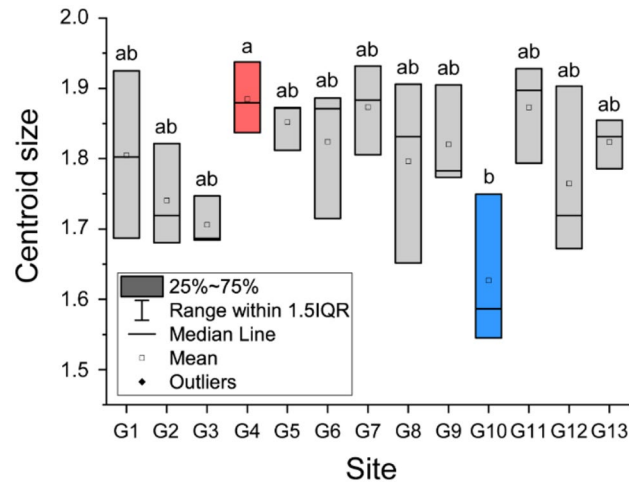 Centroid size
2.0
1.9
1.8
1.7
1.6
1.5
ab
ab
ab
a
ab
ab
ab
ab
ab
b
ab
ab
ab
25%~75%
Range within 1.5IQR
Median Line
Mean
Outliers
G1 G2 G3 G4 G5 G6 G7 G8 G9 G10 G11 G12 G13
Site